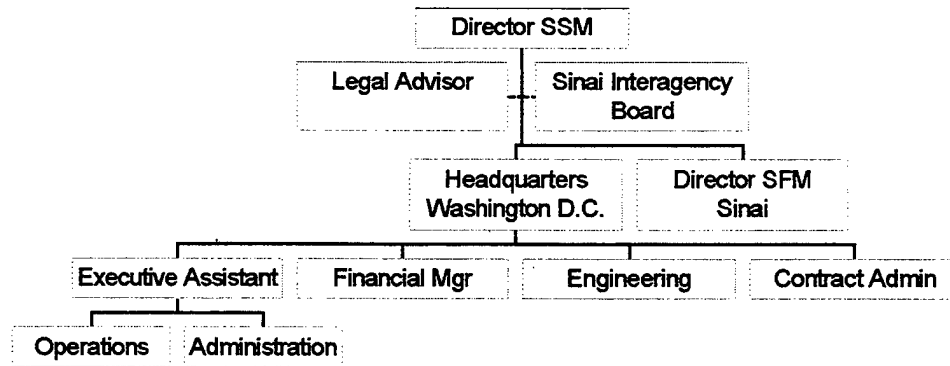 Director SSM
Legal Advisor
Sinai Interagency
Board
Headquarters
Washington D.C.
Director SFM
Sinai
Executive Assistant
Financial Mgr
Engineering
Contract Admin
Operations
Administration